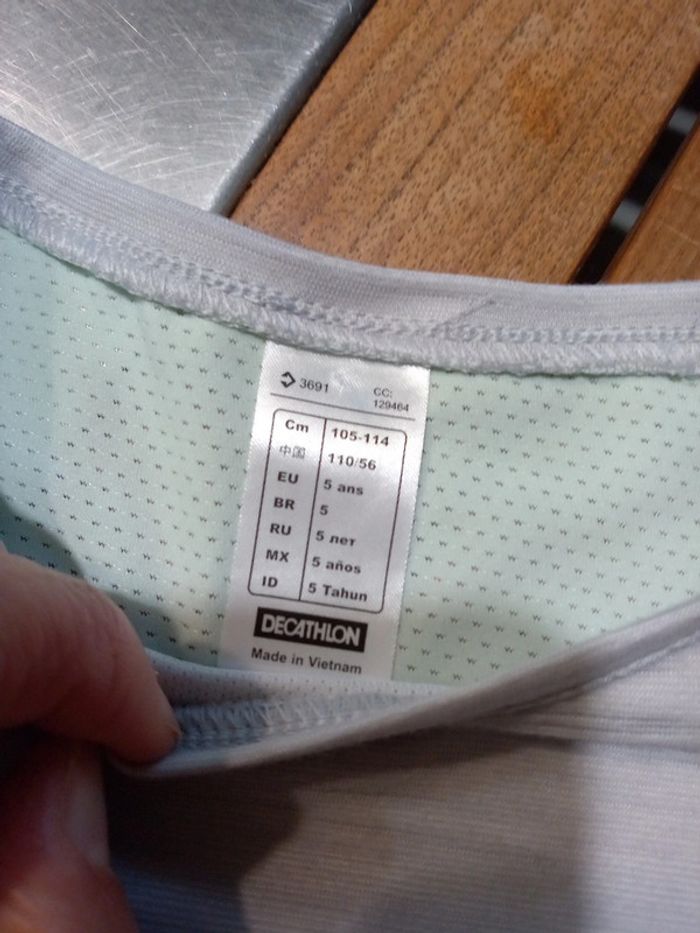 3691 CC:
129464
Cm 105-114
中国 110/56
EU 5 ans
BR 5
RU 5 лет
MX 5 años
ID 5 Tahun
DECATHLON
Made in Vietnam